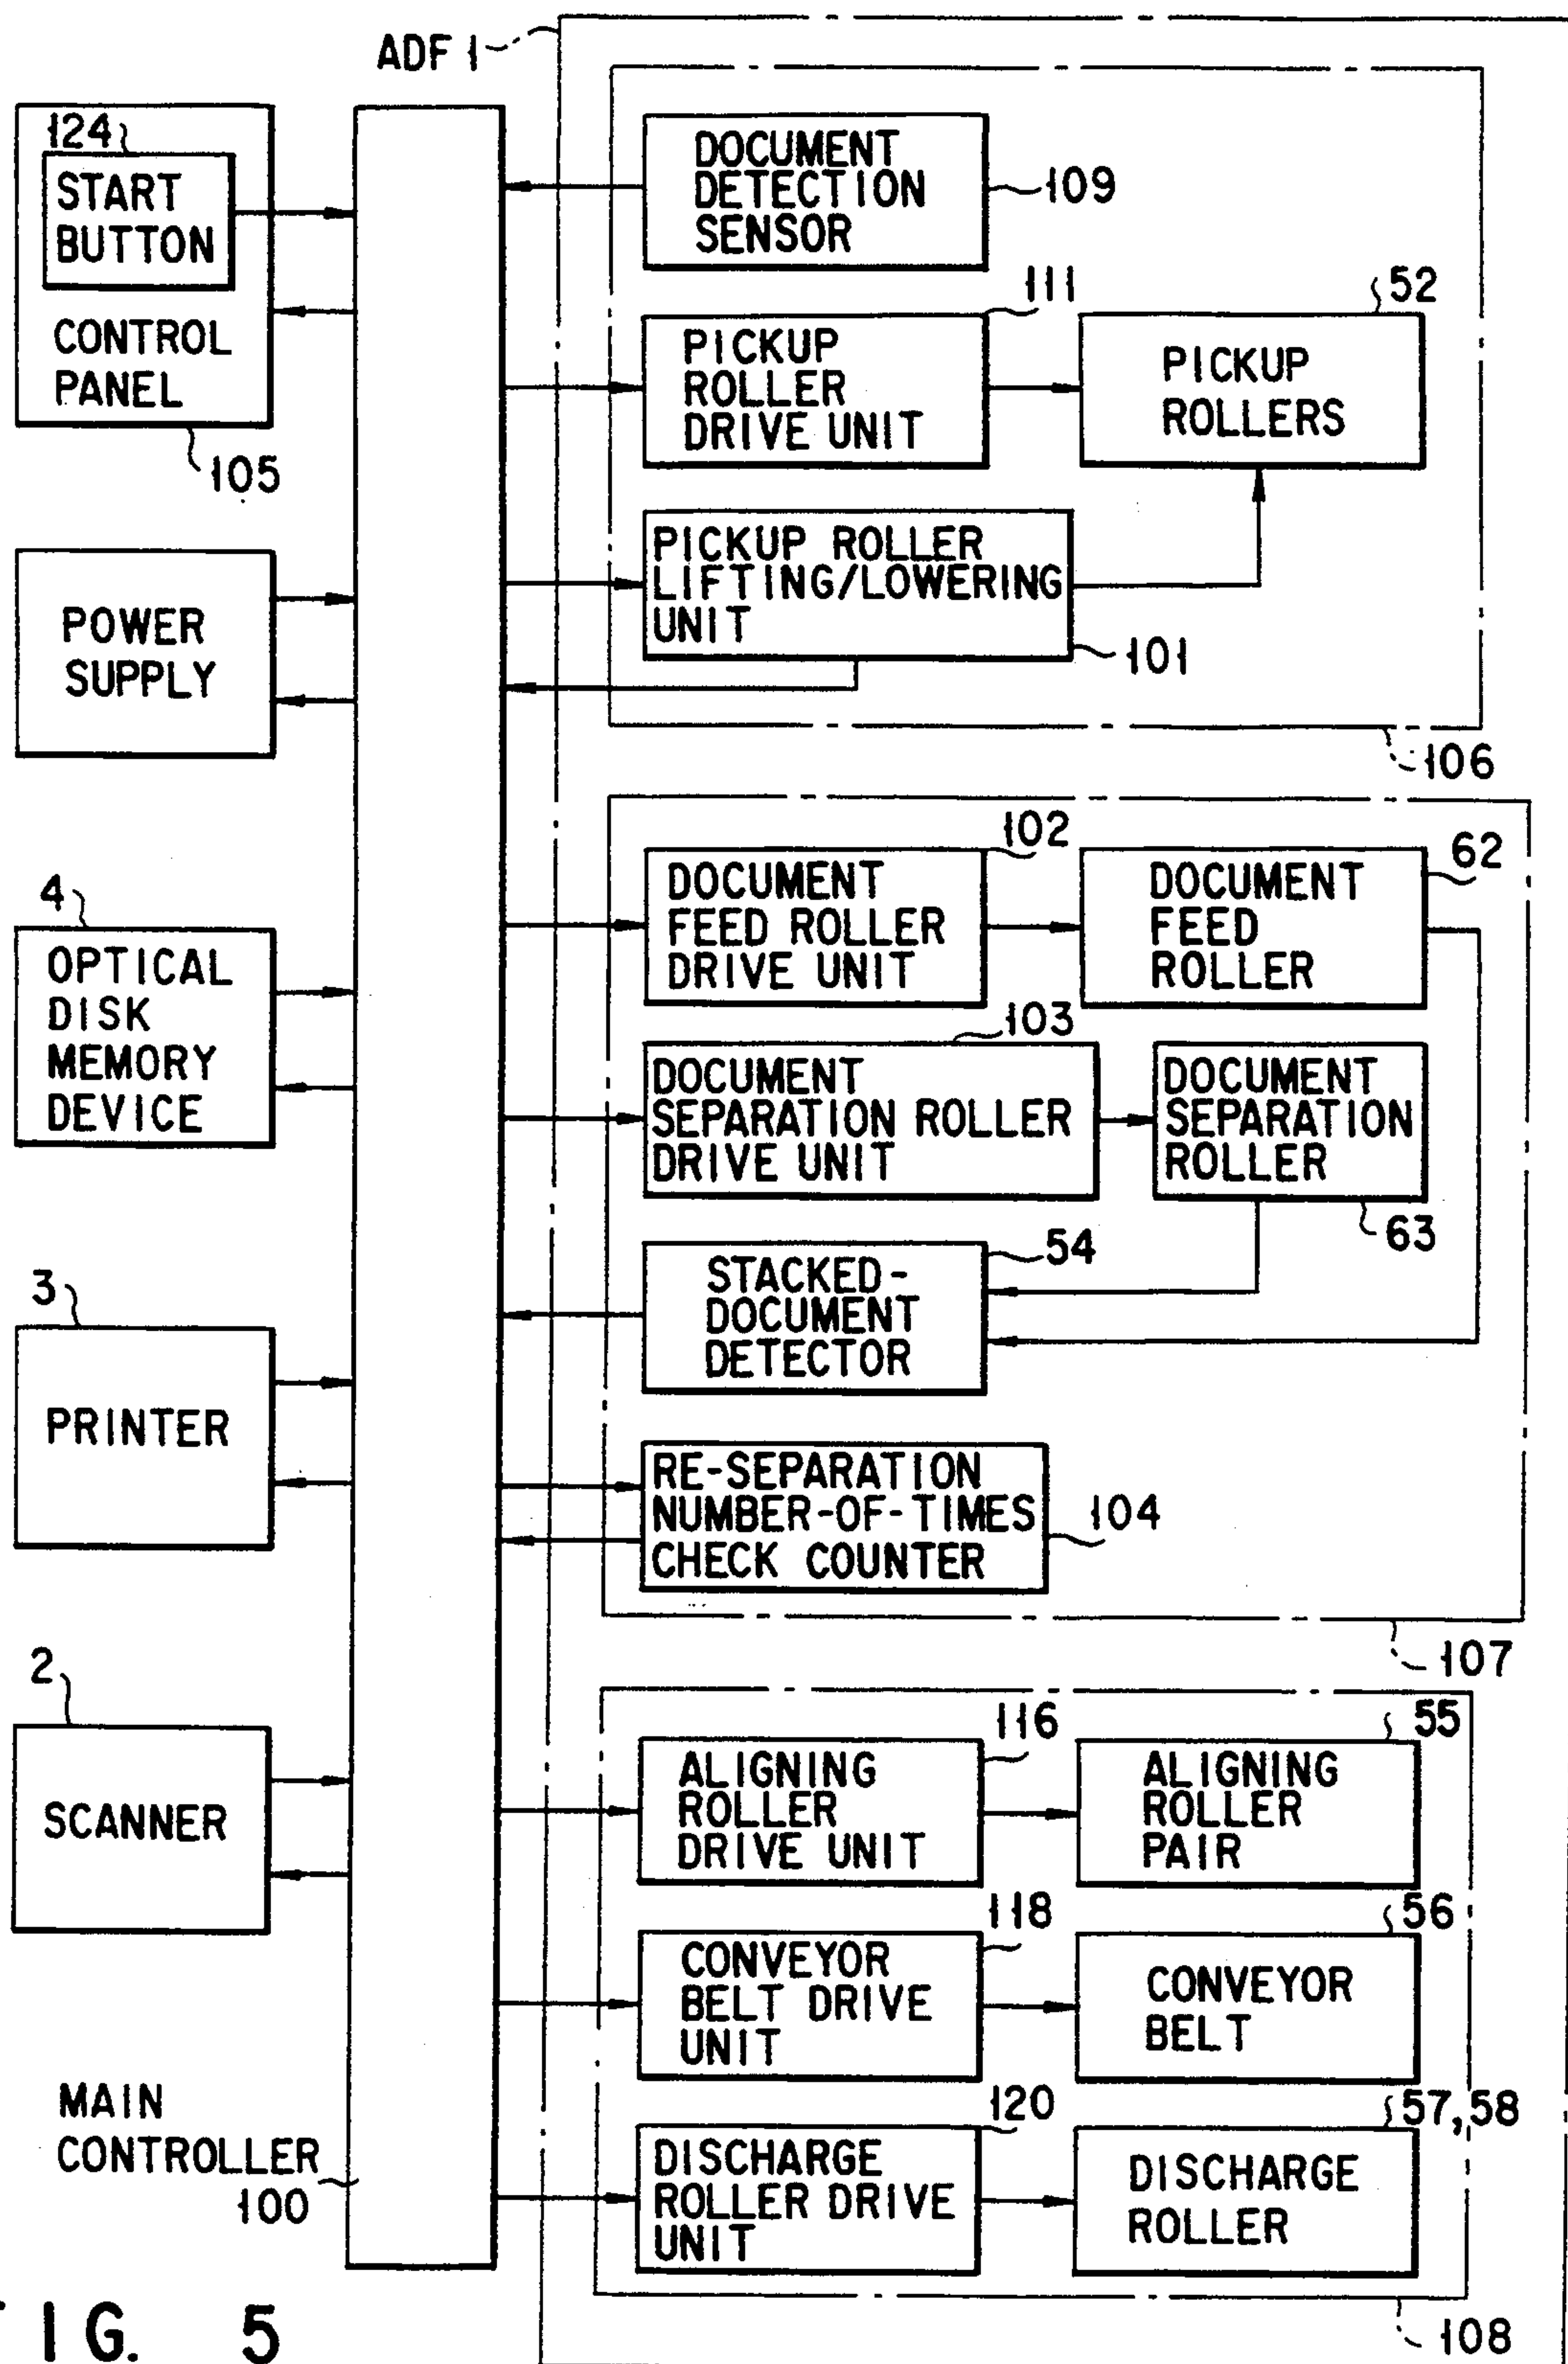 ADF 1
124
START
BUTTON
CONTROL
PANEL
105
POWER
SUPPLY
4
OPTICAL
DISK
MEMORY
DEVICE
3
PRINTER
2
SCANNER
MAIN
CONTROLLER
100
DOCUMENT
DETECTION
SENSOR
109
111
PICKUP
ROLLER
DRIVE UNIT
52
PICKUP
ROLLERS
PICKUP ROLLER
LIFTING/LOWERING
UNIT
101
106
102
DOCUMENT
FEED ROLLER
DRIVE UNIT
62
DOCUMENT
FEED
ROLLER
103
DOCUMENT
SEPARATION ROLLER
DRIVE UNIT
DOCUMENT
SEPARATION
ROLLER
63
54
STACKED-
DOCUMENT
DETECTOR
RE-SEPARATION
NUMBER-OF-TIMES
CHECK COUNTER
104
107
116
ALIGNING
ROLLER
DRIVE UNIT
55
ALIGNING
ROLLER
PAIR
118
CONVEYOR
BELT DRIVE
UNIT
56
CONVEYOR
BELT
120
DISCHARGE
ROLLER DRIVE
UNIT
57,58
DISCHARGE
ROLLER
108
FIG. 5